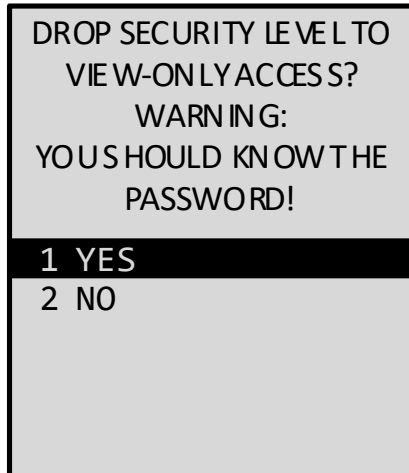 DROP SECURITY LEVEL TO
VIEW-ONLY ACCESS?
WARNING:
YOU SHOULD KNOW THE
PASSWORD!
1 YES
2 NO